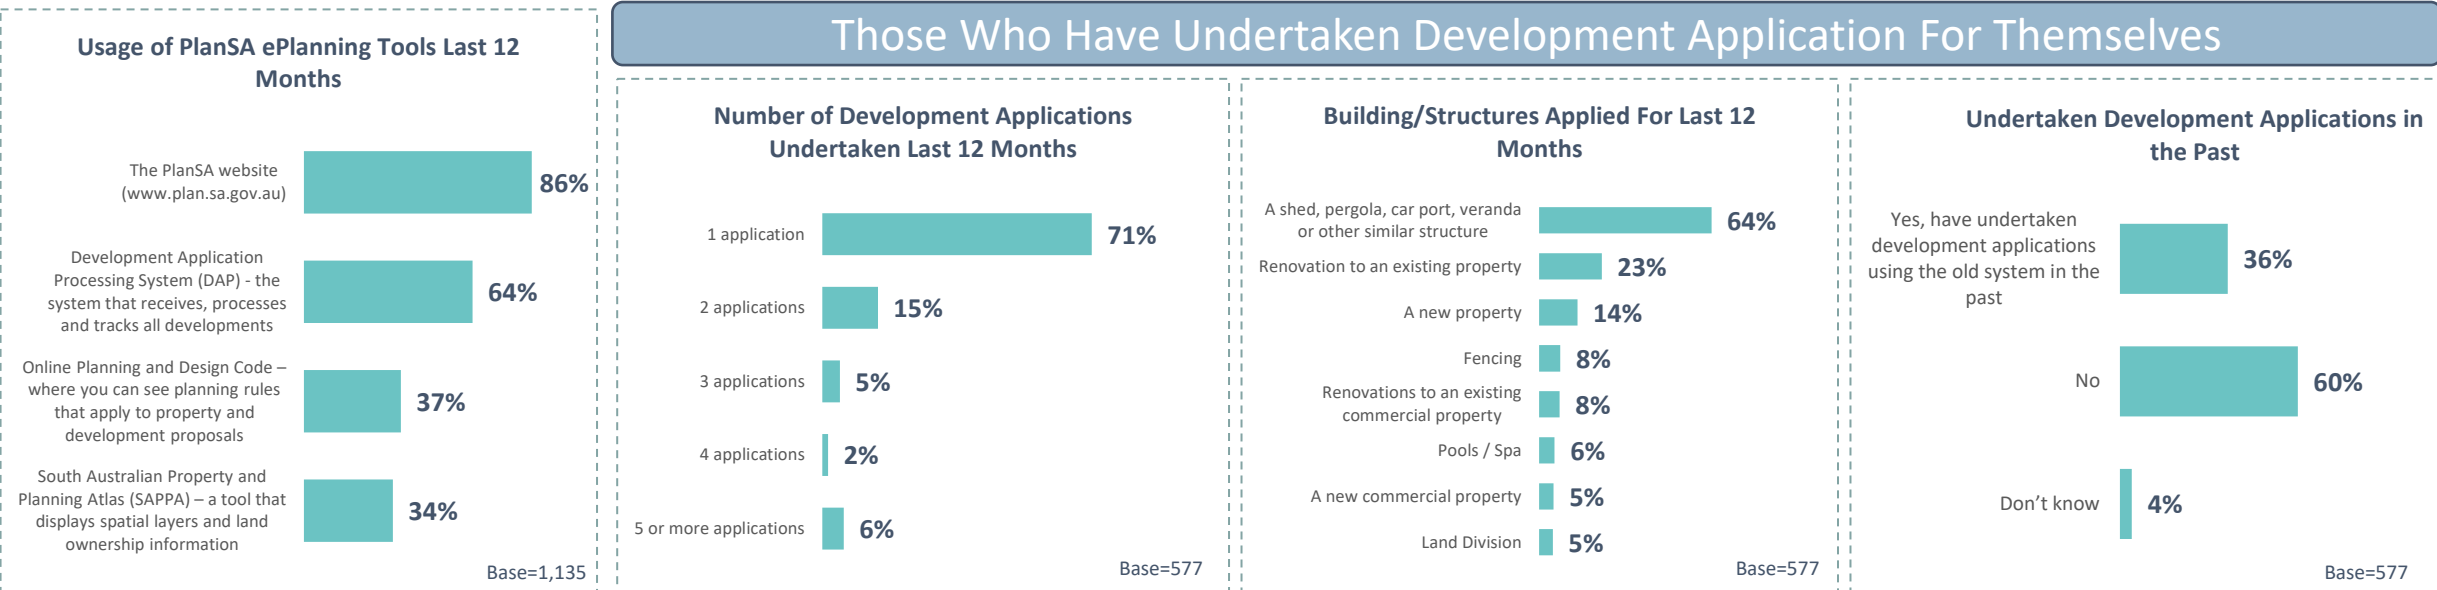 Those Who Have Undertaken Development Application For Themselves
Usage of PlanSA ePlanning Tools Last 12
Months
The PlanSA website
(www.plan.sa.gov.au)
86%
Development Application
Processing System (DAP) - the
system that receives, processes
and tracks all developments
64%
Online Planning and Design Code –
where you can see planning rules
that apply to property and
development proposals
37%
South Australian Property and
Planning Atlas (SAPPA) – a tool that
displays spatial layers and land
ownership information
34%
Base=1,135
Number of Development Applications
Undertaken Last 12 Months
1 application
71%
2 applications
15%
3 applications
5%
4 applications
2%
5 or more applications
6%
Base=577
Building/Structures Applied For Last 12
Months
A shed, pergola, car port, veranda
or other similar structure
64%
Renovation to an existing property
23%
A new property
14%
Fencing
8%
Renovations to an existing
commercial property
8%
Pools / Spa
6%
A new commercial property
5%
Land Division
5%
Base=577
Undertaken Development Applications in
the Past
Yes, have undertaken
development applications
using the old system in the
past
36%
No
60%
Don’t know
4%
Base=577